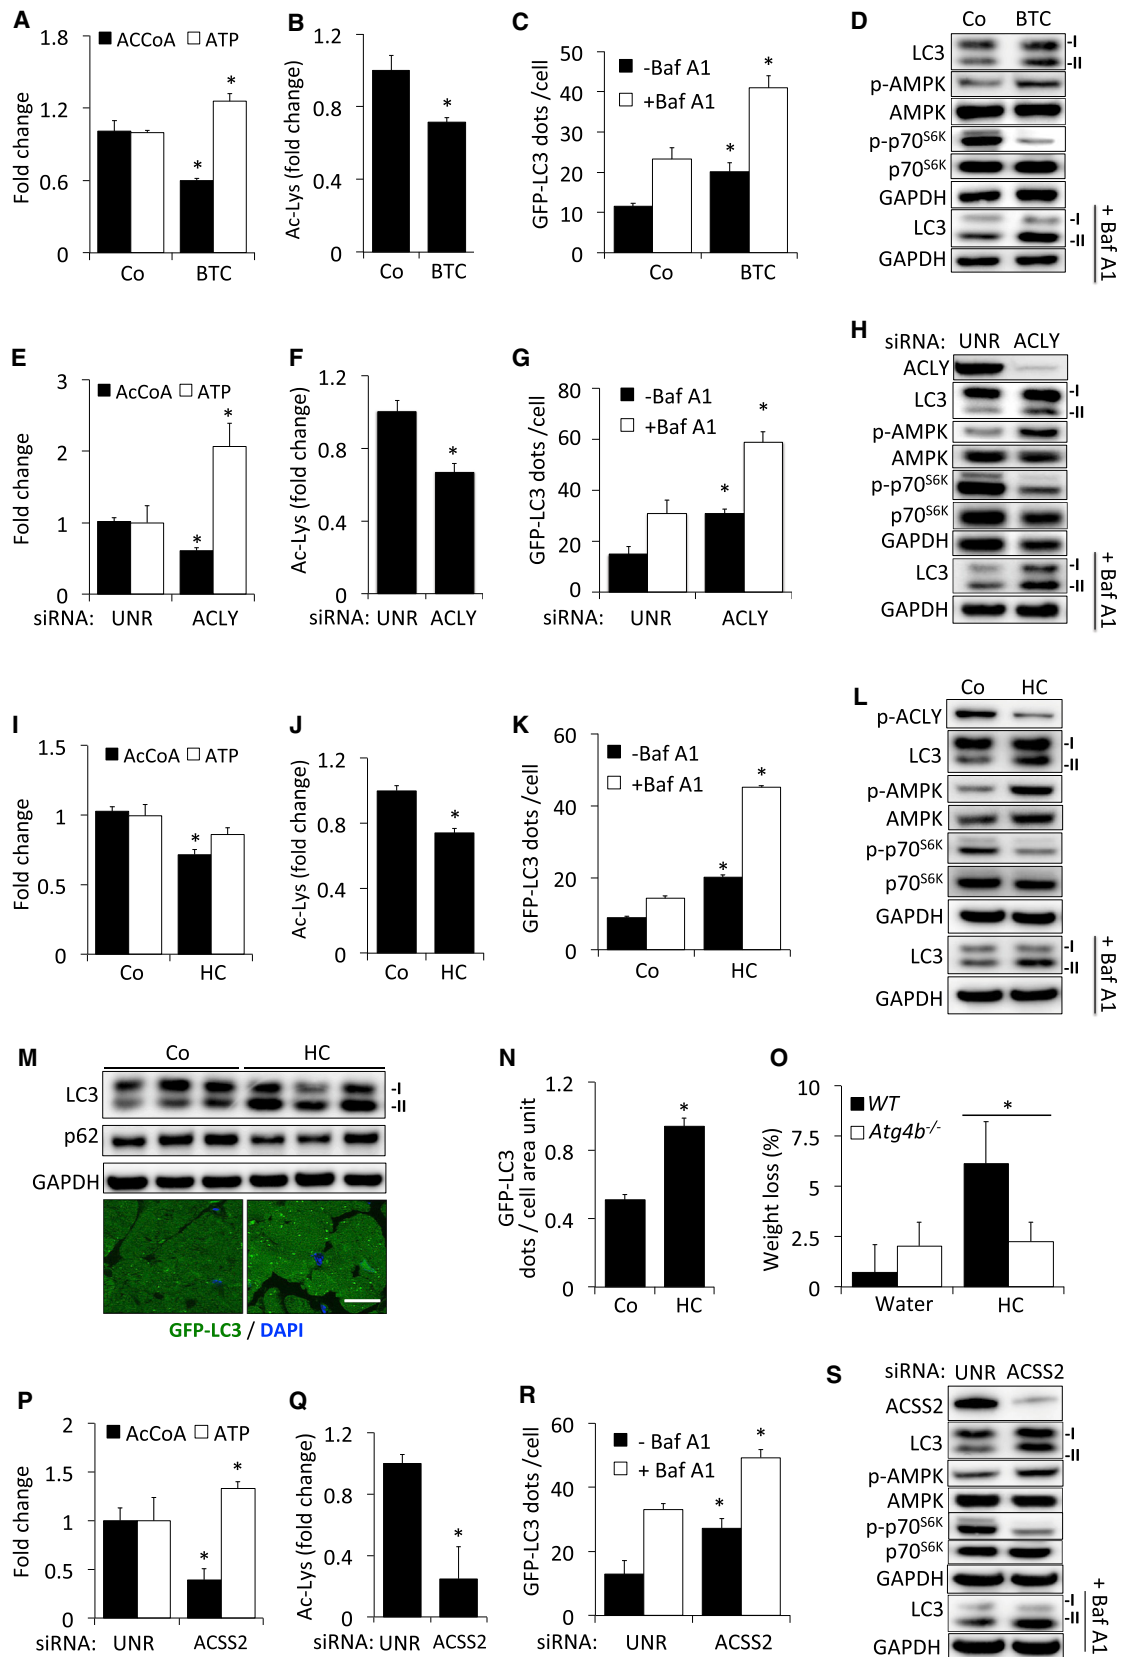 A
Fold change
1.8
1.2
0.6
0
ACCoA ATP
*
*
Co BTC
B
Ac-Lys (fold change)
1.2
0.8
0.4
0
*
Co BTC
C
GFP-LC3 dots /cell
50
40
30
20
10
0
-Baf A1
+Baf A1
*
*
Co BTC
D
Co BTC
LC3 -I
-II
p-AMPK
AMPK
p-p70S6K
p70S6K
GAPDH
LC3 -I
-II
GAPDH
+ Baf A1
E
Fold change
3
2
1
0
AcCoA ATP
*
*
siRNA: UNR ACLY
F
Ac-Lys (fold change)
1.2
0.8
0.4
0
*
siRNA: UNR ACLY
G
GFP-LC3 dots /cell
80
60
40
20
0
-Baf A1
+Baf A1
*
*
siRNA: UNR ACLY
H
siRNA: UNR ACLY
ACLY
LC3 -I
-II
p-AMPK
AMPK
p-p70S6K
p70S6K
GAPDH
LC3 -I
-II
GAPDH
+ Baf A1
I
Fold change
1.5
1
0.5
0
AcCoA ATP
*
Co HC
J
Ac-Lys (fold change)
1.2
0.8
0.4
0
*
Co HC
K
GFP-LC3 dots /cell
60
40
20
0
-Baf A1
+Baf A1
*
*
Co HC
L
Co HC
p-ACLY
LC3 -I
-II
p-AMPK
AMPK
p-p70S6K
p70S6K
GAPDH
LC3 -I
-II
GAPDH
+ Baf A1
M
Co HC
LC3 -I
-II
p62
GAPDH
GFP-LC3 / DAPI
N
GFP-LC3
dots / cell area unit
1.2
0.8
0.4
0
*
Co HC
O
Weight loss (%)
10
7.5
5
2.5
0
WT
Atg4b-/-
*
Water HC
P
Fold change
2
1.5
1
0.5
0
AcCoA ATP
*
*
siRNA: UNR ACSS2
Q
Ac-Lys (fold change)
1.2
0.8
0.4
0
*
UNR ACSS2
R
GFP-LC3 dots /cell
60
40
20
0
- Baf A1
+ Baf A1
*
*
siRNA: UNR ACSS2
S
siRNA: UNR ACSS2
ACSS2
LC3 -I
-II
p-AMPK
AMPK
p-p70S6K
p70S6K
GAPDH
LC3 -I
-II
GAPDH
+ Baf A1